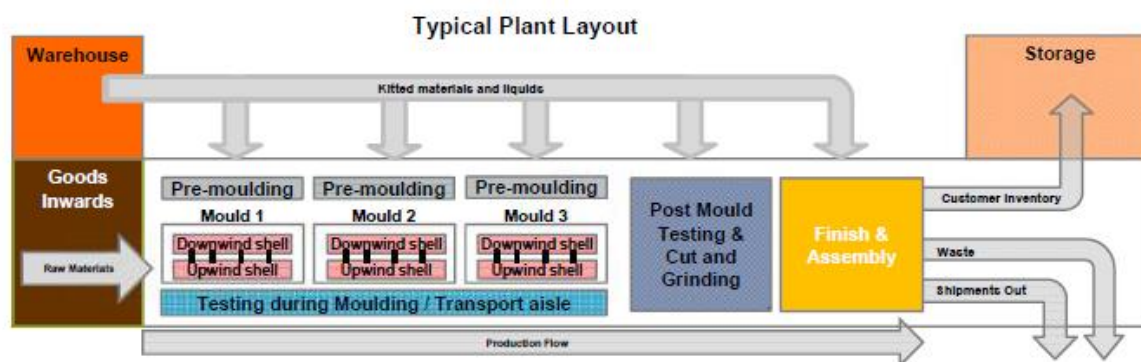 Typical Plant Layout
Warehouse
Storage
Kitted materials and liquids
Goods
Inwards
Pre-moulding
Pre-moulding
Pre-moulding
Mould 1
Mould 2
Mould 3
Downwind shell
Downwind shell
Downwind shell
Upwind shell
Upwind shell
Upwind shell
Post Mould
Testing &
Cut and
Grinding
Finish &
Assembly
Customer Inventory
Waste
Shipments Out
Raw Materials
Testing during Moulding / Transport aisle
Production Flow